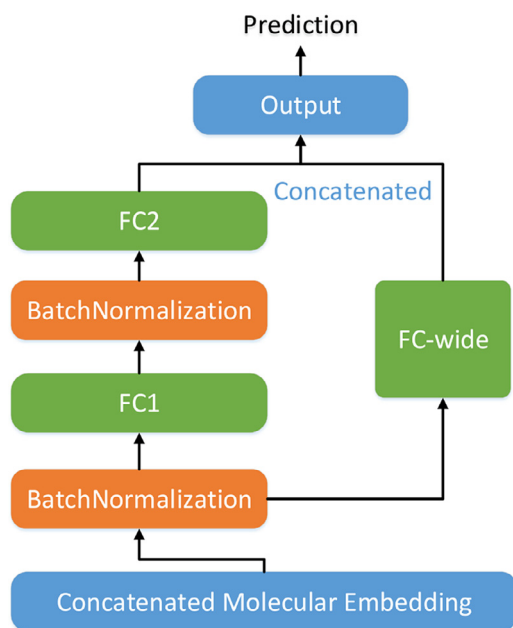 Prediction
Output
Concatenated
FC2
BatchNormalization
FC-wide
FC1
BatchNormalization
Concatenated Molecular Embedding